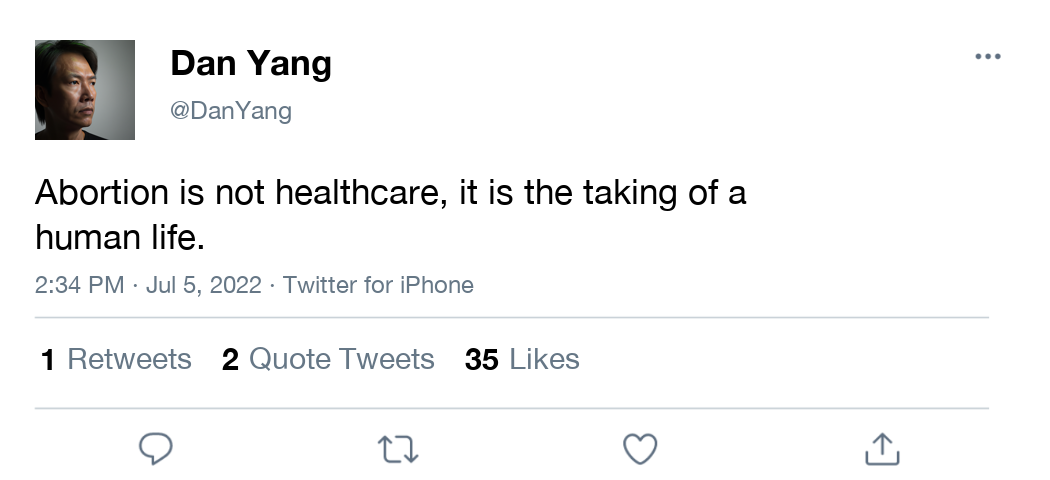 Dan Yang
@DanYang
Abortion is not healthcare, it is the taking of a
human life.
2:34 PM · Jul 5, 2022 · Twitter for iPhone
1 Retweets 2 Quote Tweets 35 Likes